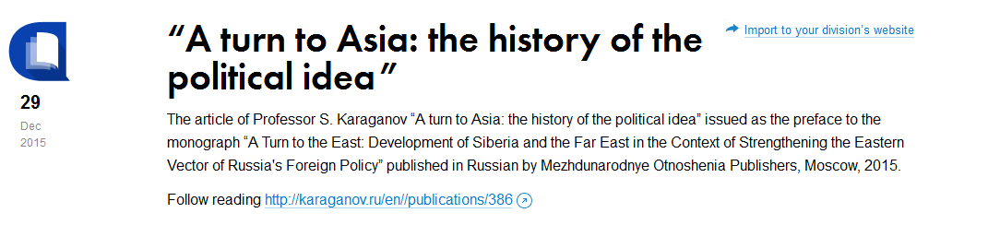 “A turn to Asia: the history of the
political idea”
Import to your division's website
29
Dec
2015
The article of Professor S. Karaganov “A turn to Asia: the history of the political idea” issued as the preface to the
monograph “A Turn to the East: Development of Siberia and the Far East in the Context of Strengthening the Eastern
Vector of Russia's Foreign Policy” published in Russian by Mezhdunarodnye Otnoshenia Publishers, Moscow, 2015.
Follow reading http://karaganov.ru/en//publications/386